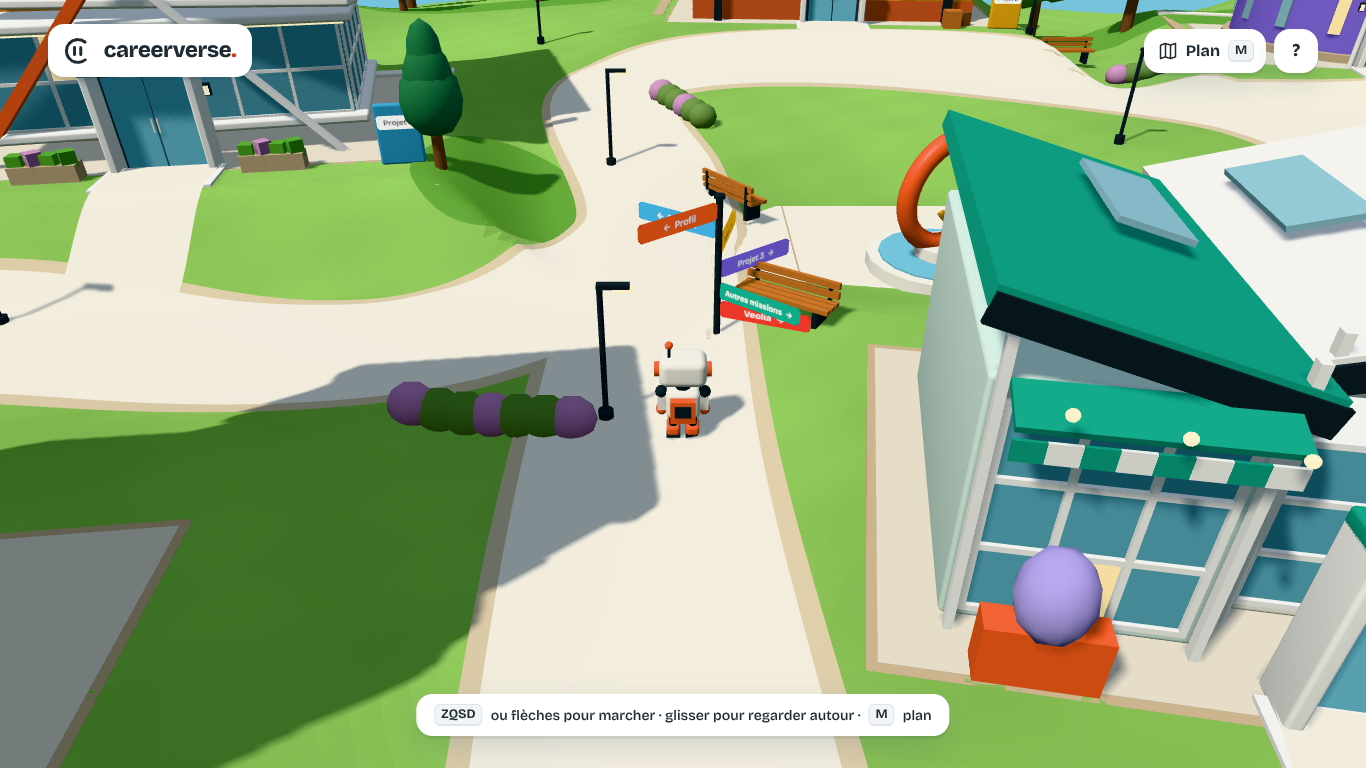 careerverse.
Plan M
?
Projet
← Profil
Projet 3 →
Autres missions →
Veolia →
ZQSD ou flèches pour marcher · glisser pour regarder autour · M plan